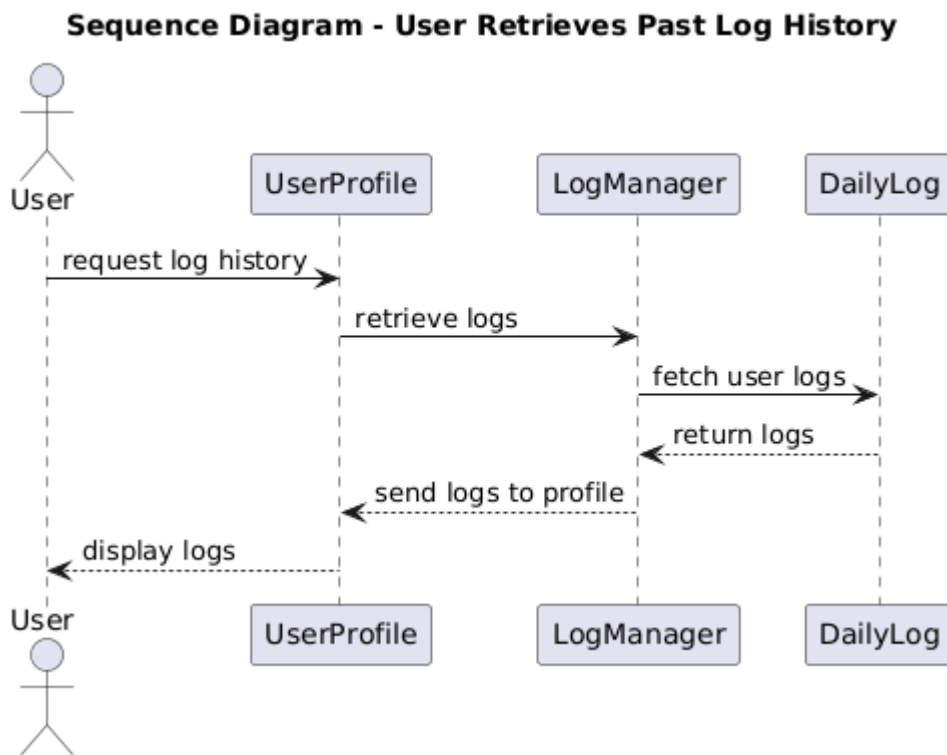 Sequence Diagram - User Retrieves Past Log History
User
UserProfile
LogManager
DailyLog
request log history
retrieve logs
fetch user logs
return logs
send logs to profile
display logs
User
UserProfile
LogManager
DailyLog